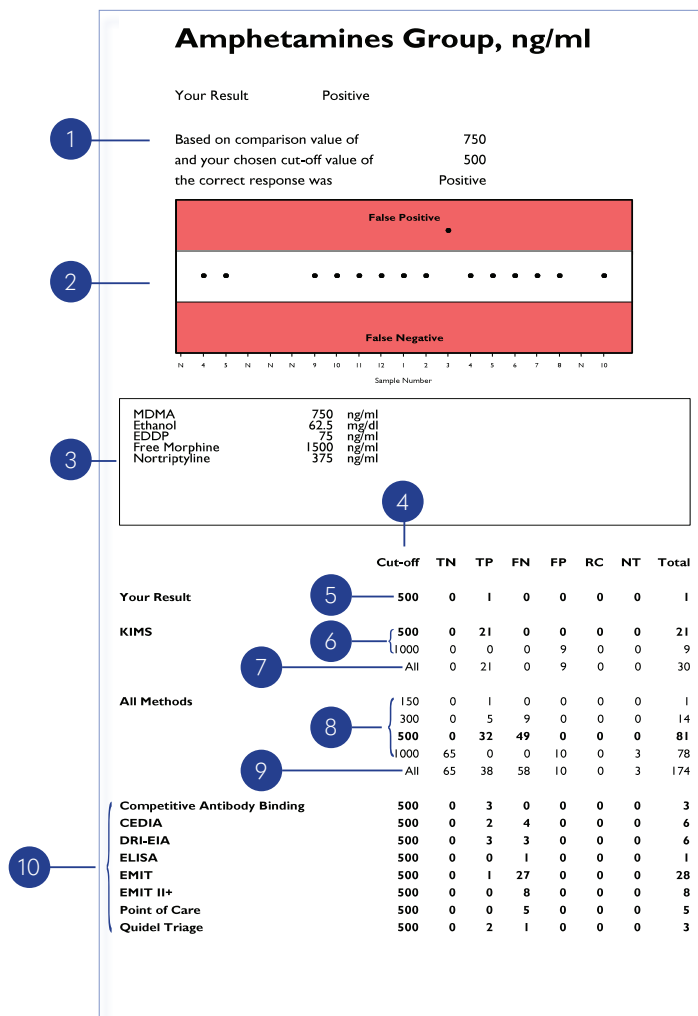 Amphetamines Group, ng/ml
Your Result Positive
1
Based on comparison value of 750
and your chosen cut-off value of 500
the correct response was Positive
False Positive
2
False Negative
N 4 5 N N N 9 10 11 12 1 2 3 4 5 6 7 8 N 10
Sample Number
3
MDMA 750 ng/ml
Ethanol 62.5 mg/dl
EDDP 75 ng/ml
Free Morphine 1500 ng/ml
Nortriptyline 375 ng/ml
4
Cut-off TN TP FN FP RC NT Total
5
Your Result 500 0 1 0 0 0 0 1
6
KIMS 500 0 21 0 0 0 0 21
1000 0 0 0 9 0 0 9
7
All 0 21 0 9 0 0 30
8
All Methods 150 0 1 0 0 0 0 1
300 0 5 9 0 0 0 14
500 0 32 49 0 0 0 81
1000 65 0 0 10 0 3 78
9
All 65 38 58 10 0 3 174
10
Competitive Antibody Binding 500 0 3 0 0 0 0 3
CEDIA 500 0 2 4 0 0 0 6
DRI-EIA 500 0 3 3 0 0 0 6
ELISA 500 0 0 1 0 0 0 1
EMIT 500 0 1 27 0 0 0 28
EMIT II+ 500 0 0 8 0 0 0 8
Point of Care 500 0 0 5 0 0 0 5
Quidel Triage 500 0 2 1 0 0 0 3